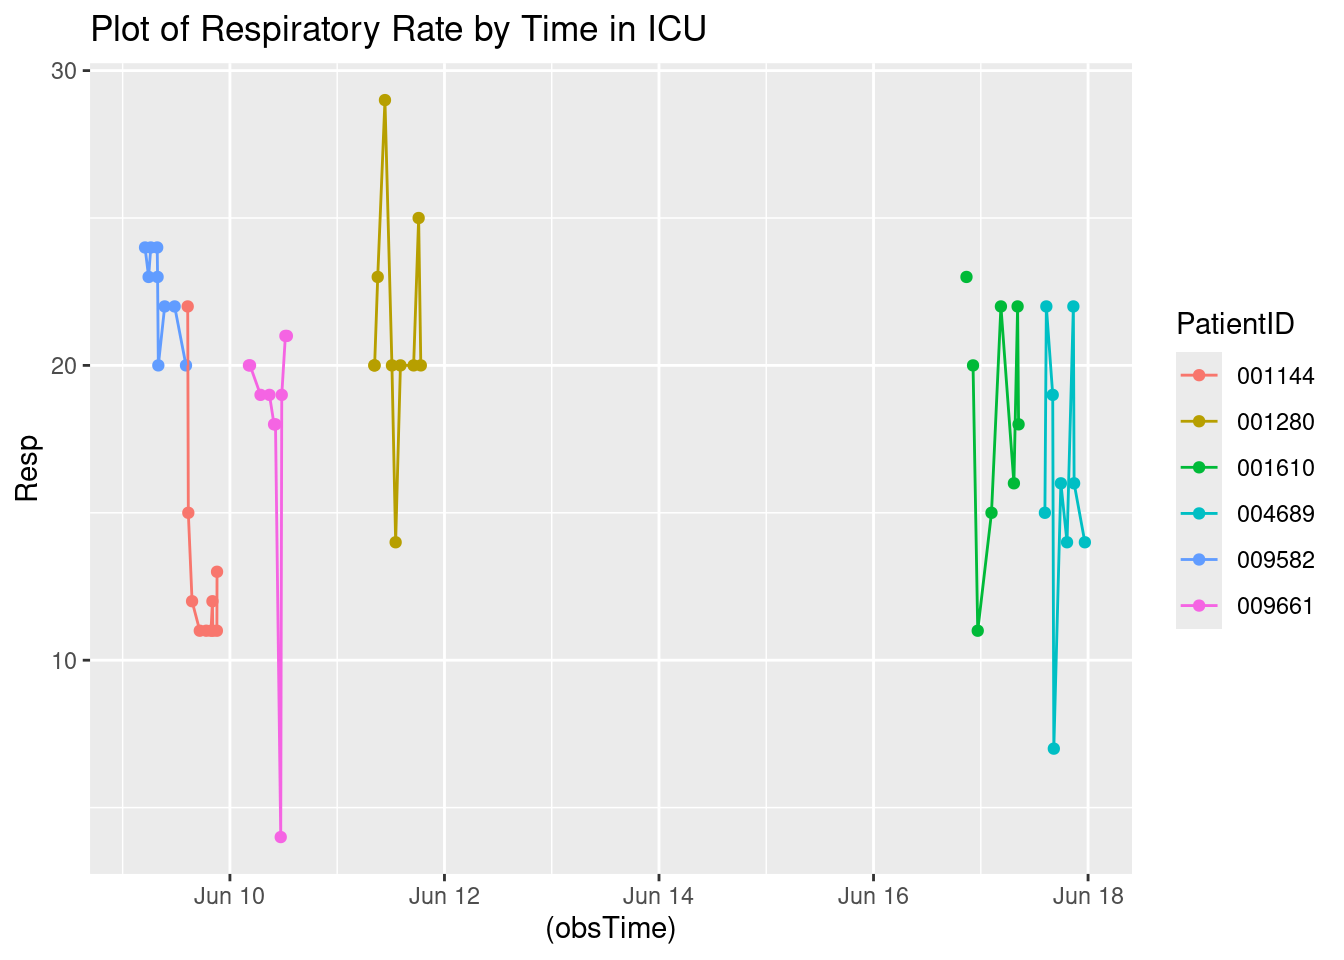 Plot of Respiratory Rate by Time in ICU
30
20
10
Resp
Jun 10
Jun 12
Jun 14
Jun 16
Jun 18
(obsTime)
PatientID
001144
001280
001610
004689
009582
009661